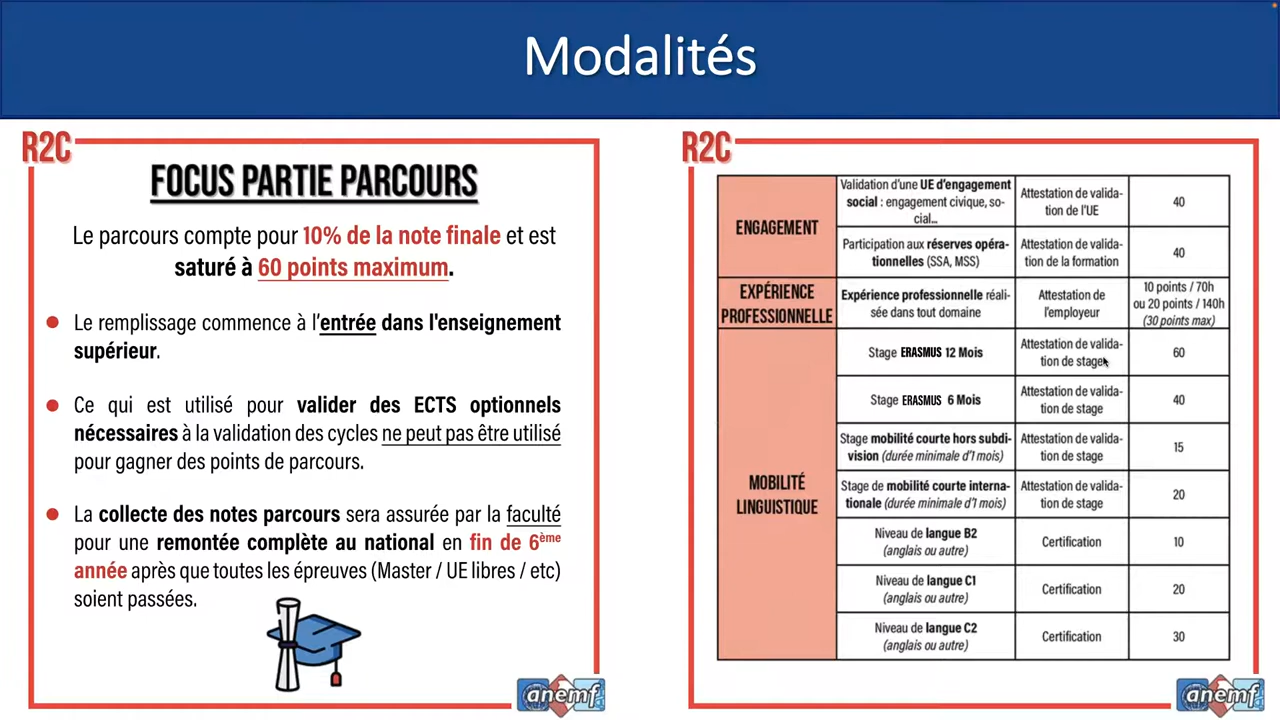 Modalités
R2C
FOCUS PARTIE PARCOURS
Le parcours compte pour 10% de la note finale et est
saturé à 60 points maximum.
Le remplissage commence à l'entrée dans l'enseignement
supérieur.
Ce qui est utilisé pour valider des ECTS optionnels
nécessaires à la validation des cycles ne peut pas être utilisé
pour gagner des points de parcours.
La collecte des notes parcours sera assurée par la faculté
pour une remontée complète au national en fin de 6ème
année après que toutes les épreuves (Master / UE libres / etc)
soient passées.
anemf
R2C
ENGAGEMENT
Validation d'une UE d'engagement
social : engagement civique, so-
cial...
Attestation de valida-
tion de l'UE
40
Participation aux réserves opéra-
tionnelles (SSA, MSS)
Attestation de valida-
tion de la formation
40
EXPÉRIENCE
PROFESSIONNELLE
Expérience professionnelle réali-
sée dans tout domaine
Attestation de
l'employeur
10 points / 70h
ou 20 points / 140h
(30 points max)
MOBILITÉ
LINGUISTIQUE
Stage ERASMUS 12 Mois
Attestation de valida-
tion de stage
60
Stage ERASMUS 6 Mois
Attestation de valida-
tion de stage
40
Stage mobilité courte hors subdi-
vision (durée minimale d'1 mois)
Attestation de valida-
tion de stage
15
Stage de mobilité courte interna-
tionale (durée minimale d'1 mois)
Attestation de valida-
tion de stage
20
Niveau de langue B2
(anglais ou autre)
Certification
10
Niveau de langue C1
(anglais ou autre)
Certification
20
Niveau de langue C2
(anglais ou autre)
Certification
30
anemf